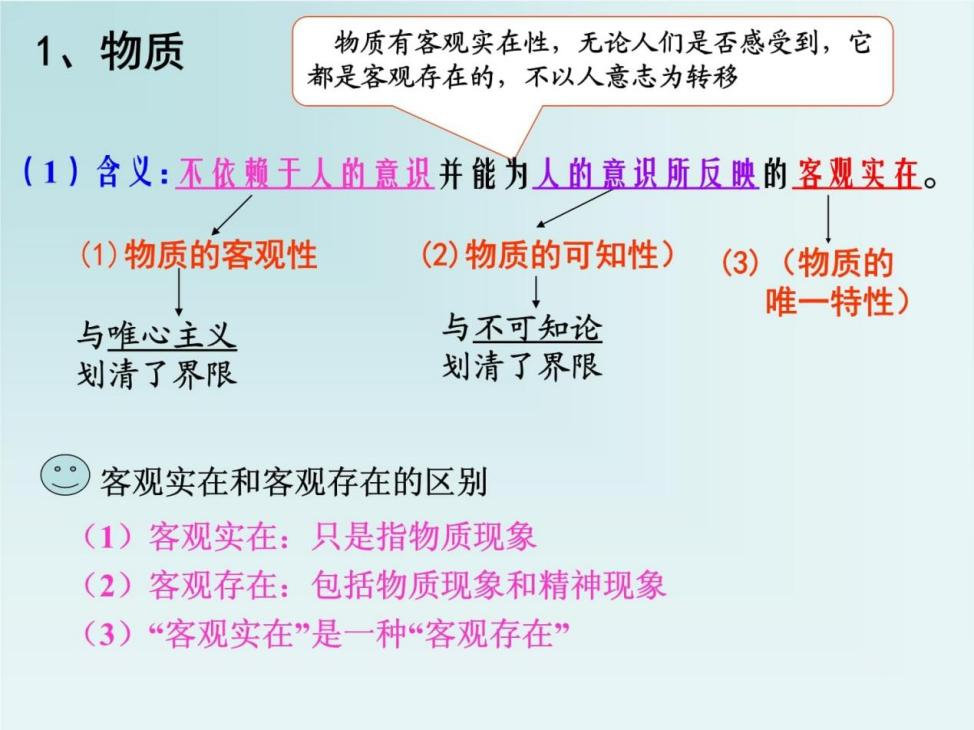 1、物质
物质有客观实在性，无论人们是否感受到，它
都是客观存在的，不以人意志为转移
（1）含义:不依赖于人的意识并能为人的意识所反映的客观实在。
(1)物质的客观性
(2)物质的可知性）
(3)（物质的
唯一特性）
与唯心主义
划清了界限
与不可知论
划清了界限
客观实在和客观存在的区别
（1）客观实在：只是指物质现象
（2）客观存在：包括物质现象和精神现象
（3）“客观实在”是一种“客观存在”